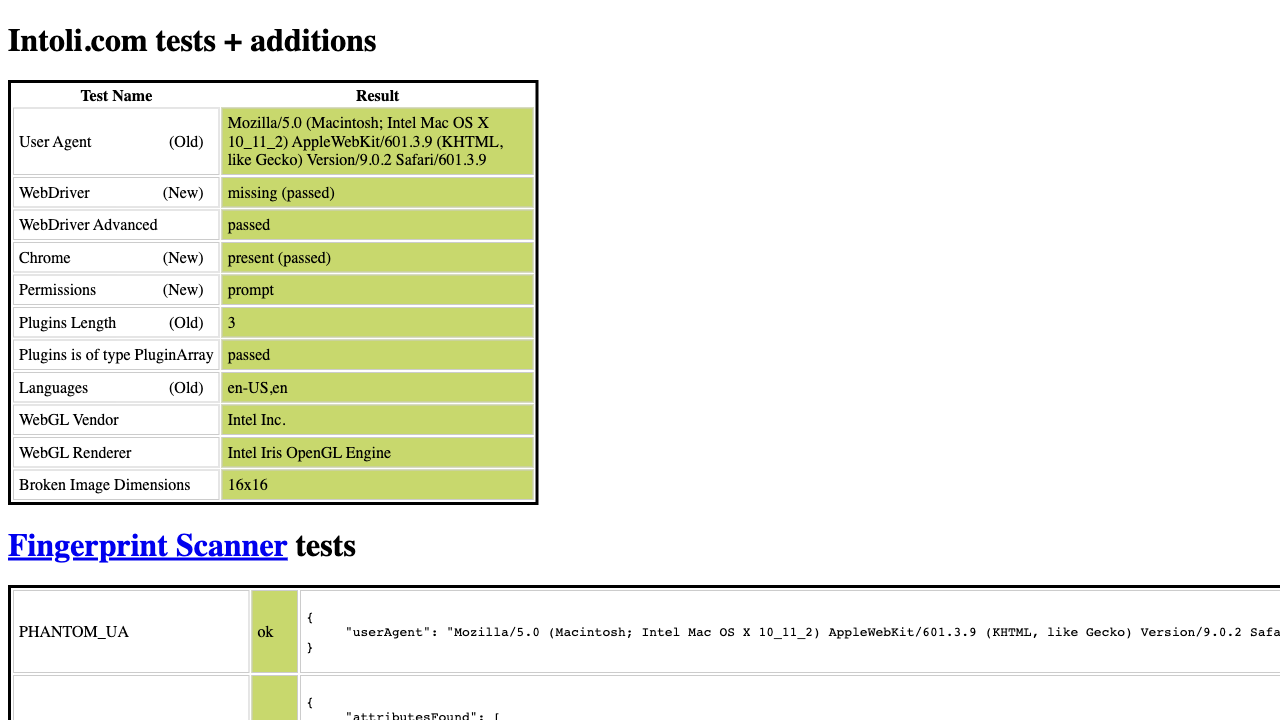 Intoli.com tests + additions
Test Name Result
User Agent (Old) Mozilla/5.0 (Macintosh; Intel Mac OS X
10_11_2) AppleWebKit/601.3.9 (KHTML,
like Gecko) Version/9.0.2 Safari/601.3.9
WebDriver (New) missing (passed)
WebDriver Advanced passed
Chrome (New) present (passed)
Permissions (New) prompt
Plugins Length (Old) 3
Plugins is of type PluginArray passed
Languages (Old) en-US,en
WebGL Vendor Intel Inc.
WebGL Renderer Intel Iris OpenGL Engine
Broken Image Dimensions 16x16
Fingerprint Scanner tests
PHANTOM_UA ok {
"userAgent": "Mozilla/5.0 (Macintosh; Intel Mac OS X 10_11_2) AppleWebKit/601.3.9 (KHTML, like Gecko) Version/9.0.2 Safa
}
{
"attributesFound": [